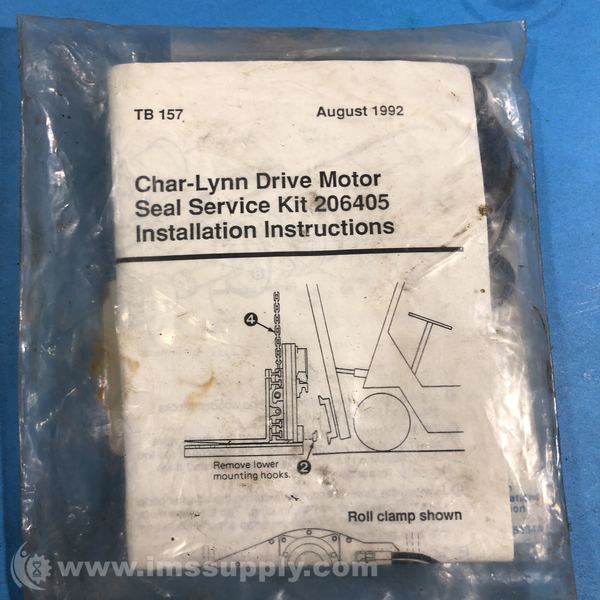 TB 157
August 1992
Char-Lynn Drive Motor
Seal Service Kit 206405
Installation Instructions
4
2
Remove lower
mounting hooks.
Roll clamp shown
www.imssupply.com